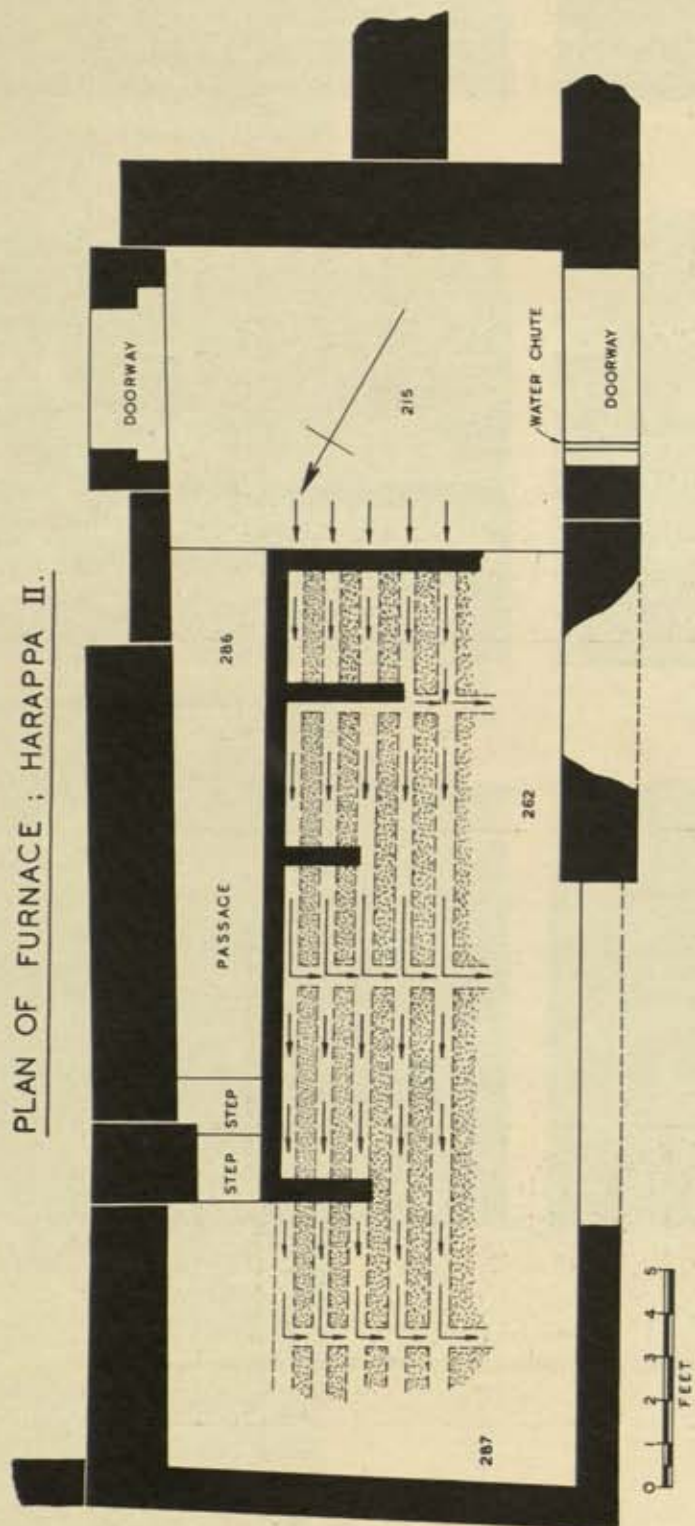 PLAN OF FURNACE ; HARAPPA II.
DOORWAY
215
WATER CHUTE
DOORWAY
286
PASSAGE
STEP
STEP
262
287
0 1 2 3 4 5
FEET